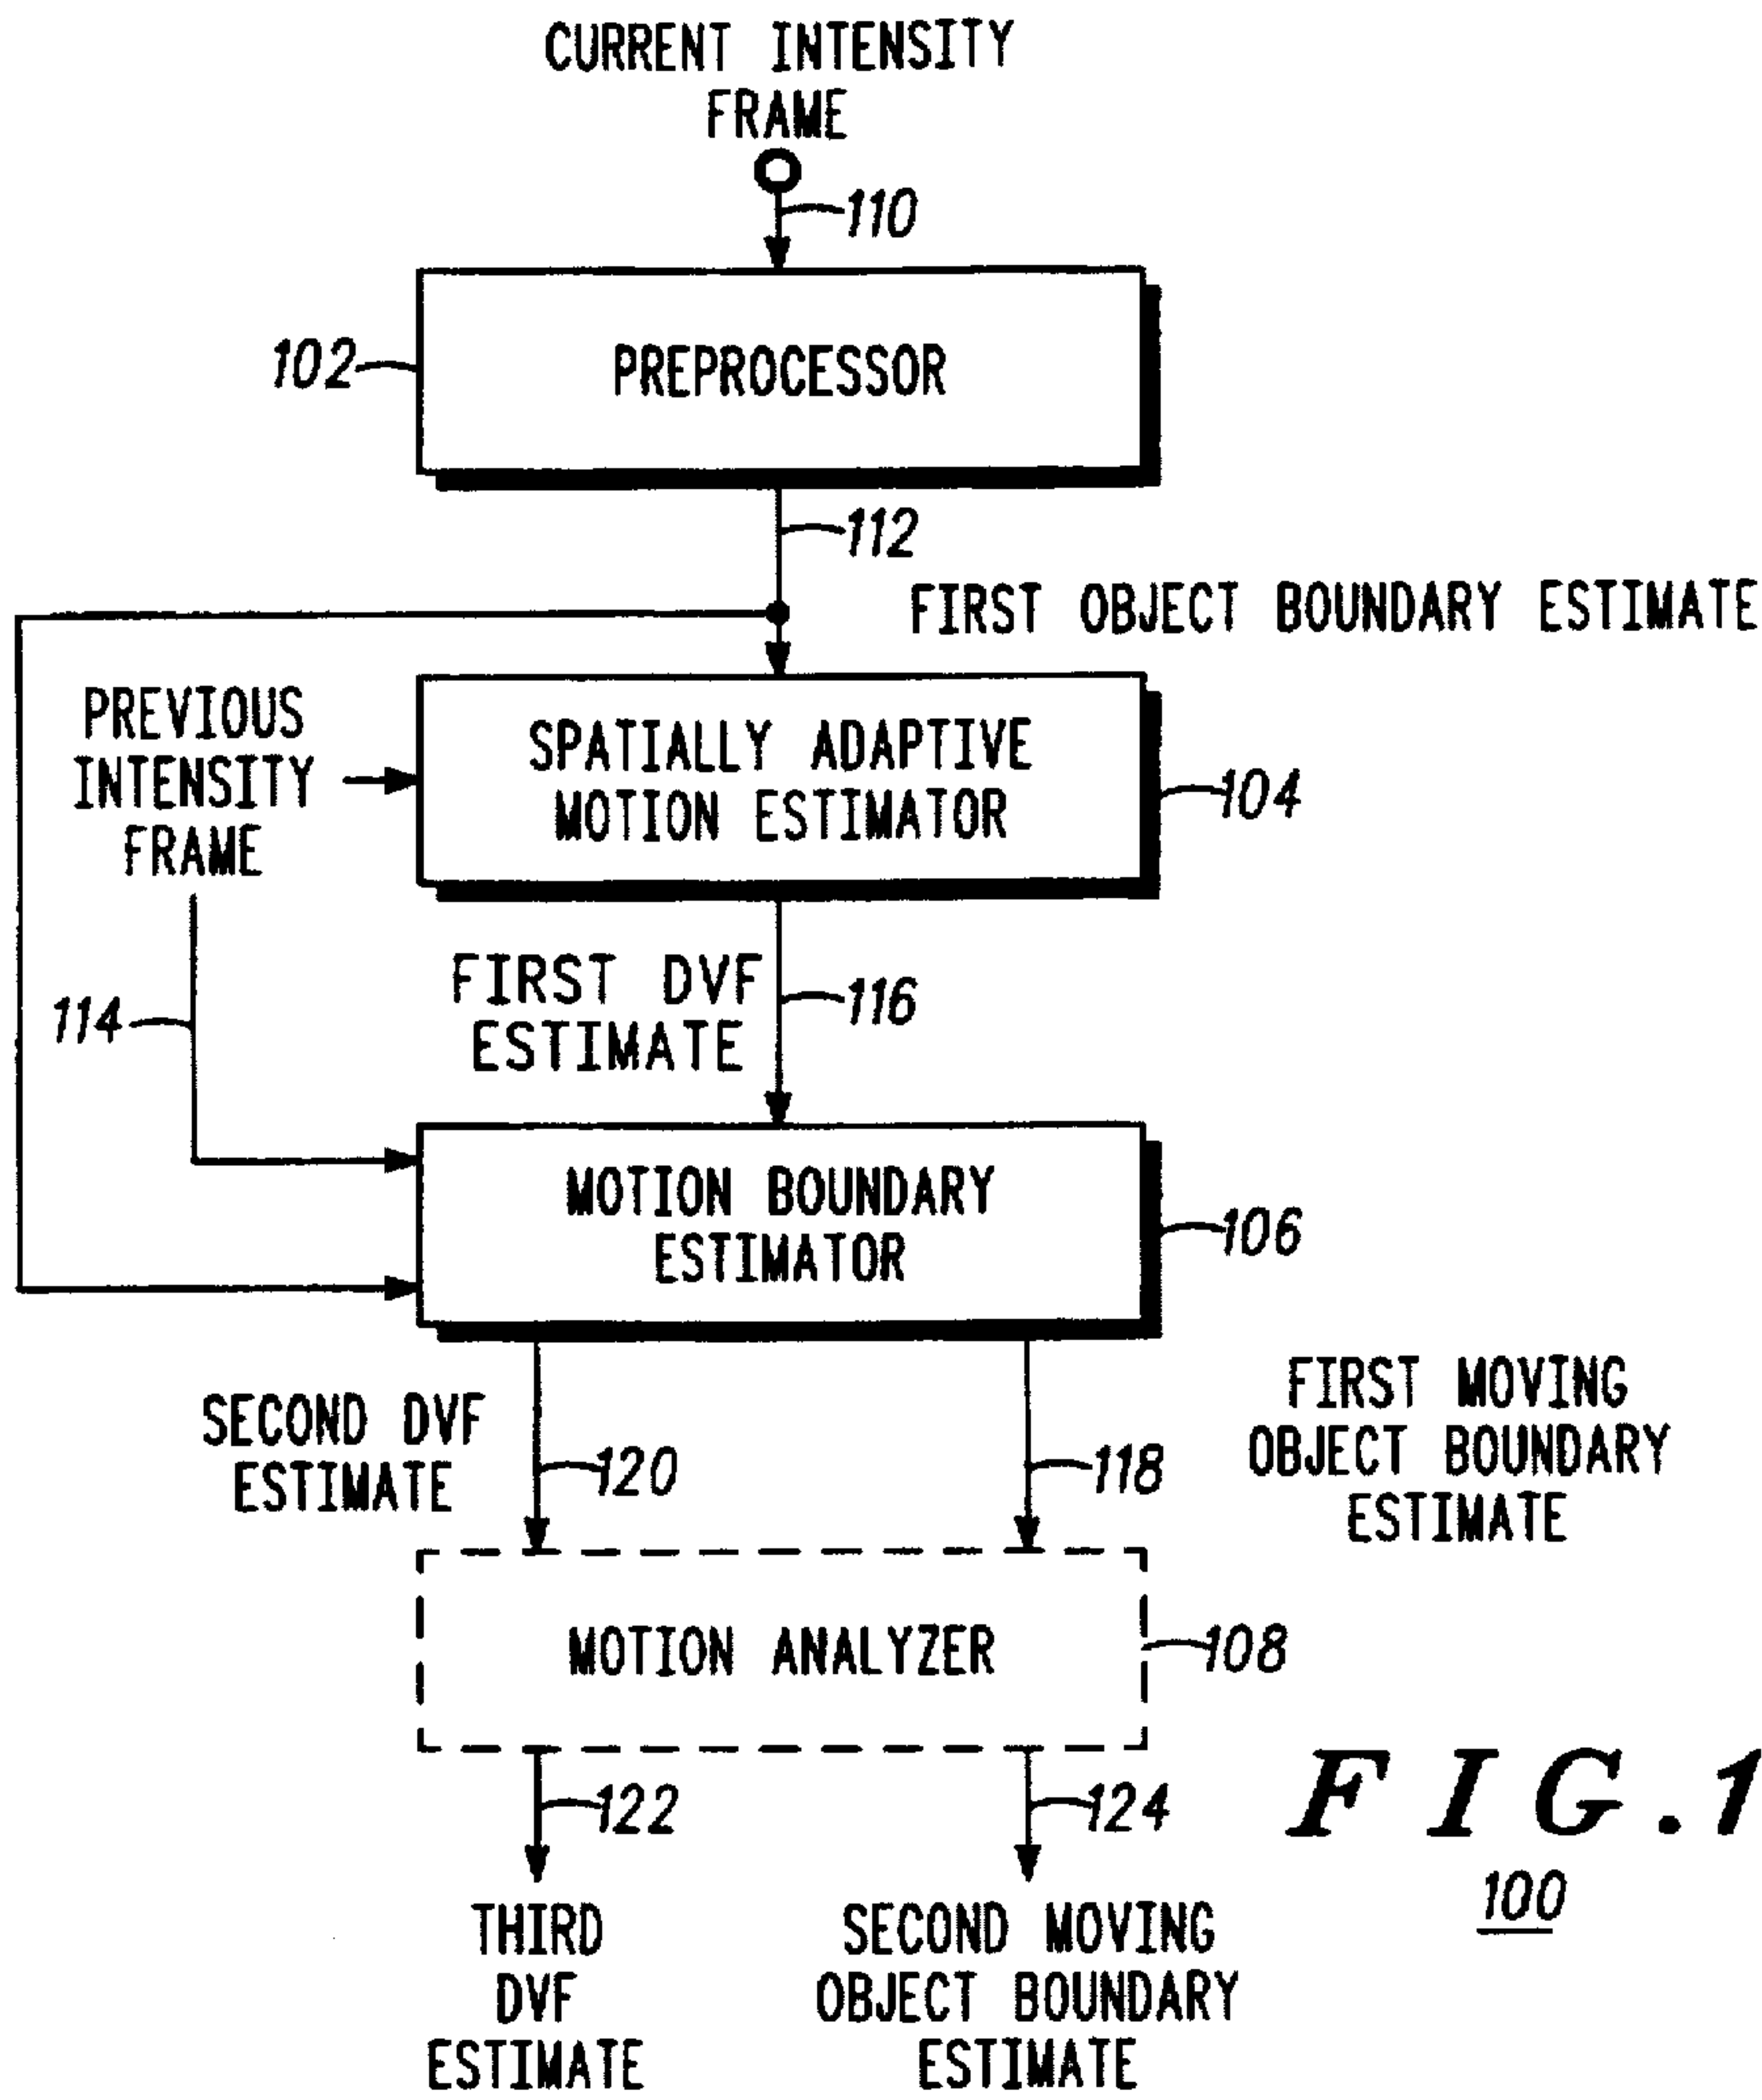 CURRENT INTENSITY
FRAME
110
102
PREPROCESSOR
112
FIRST OBJECT BOUNDARY ESTIMATE
PREVIOUS
INTENSITY
FRAME
SPATIALLY ADAPTIVE
MOTION ESTIMATOR
104
114
FIRST DVF
ESTIMATE
116
MOTION BOUNDARY
ESTIMATOR
106
SECOND DVF
ESTIMATE
120
118
FIRST MOVING
OBJECT BOUNDARY
ESTIMATE
MOTION ANALYZER
108
122
124
THIRD
DVF
ESTIMATE
SECOND MOVING
OBJECT BOUNDARY
ESTIMATE
FIG.1
100